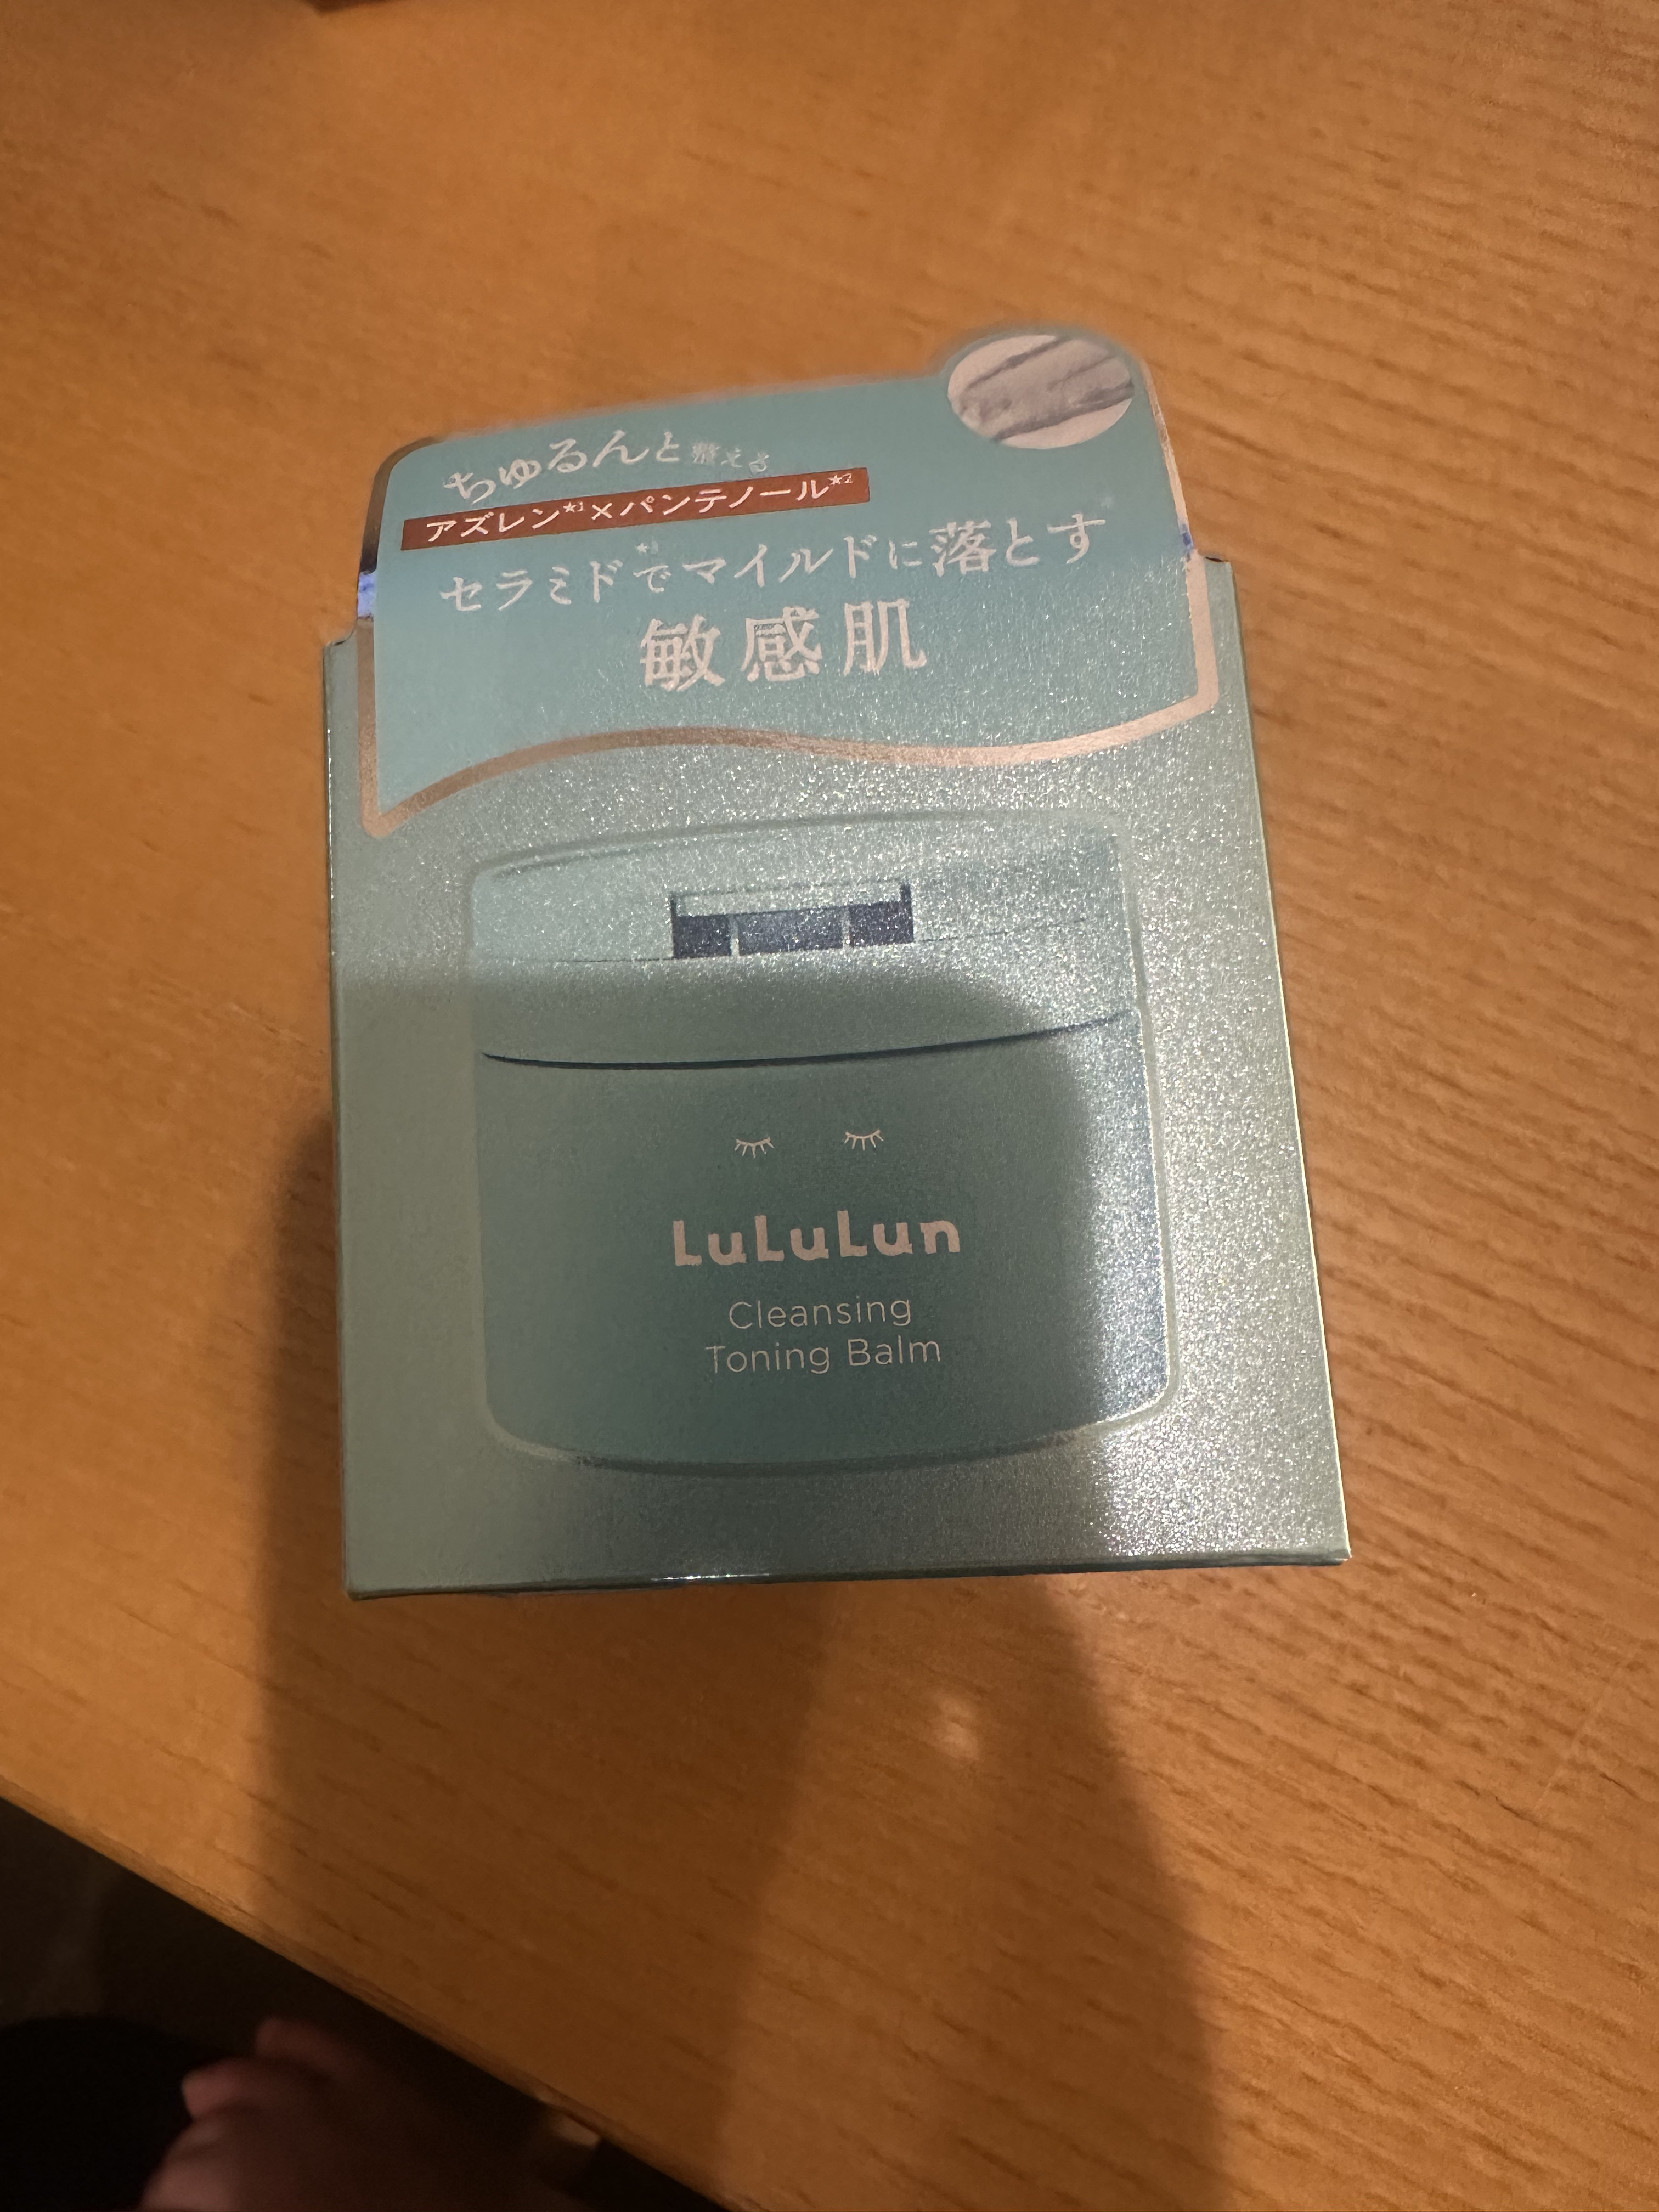 ちゅるんと整える
アズレン★1×パンテノール★2
セラミド★3でマイルドに落とす
敏感肌
LuLuLun
Cleansing
Toning Balm